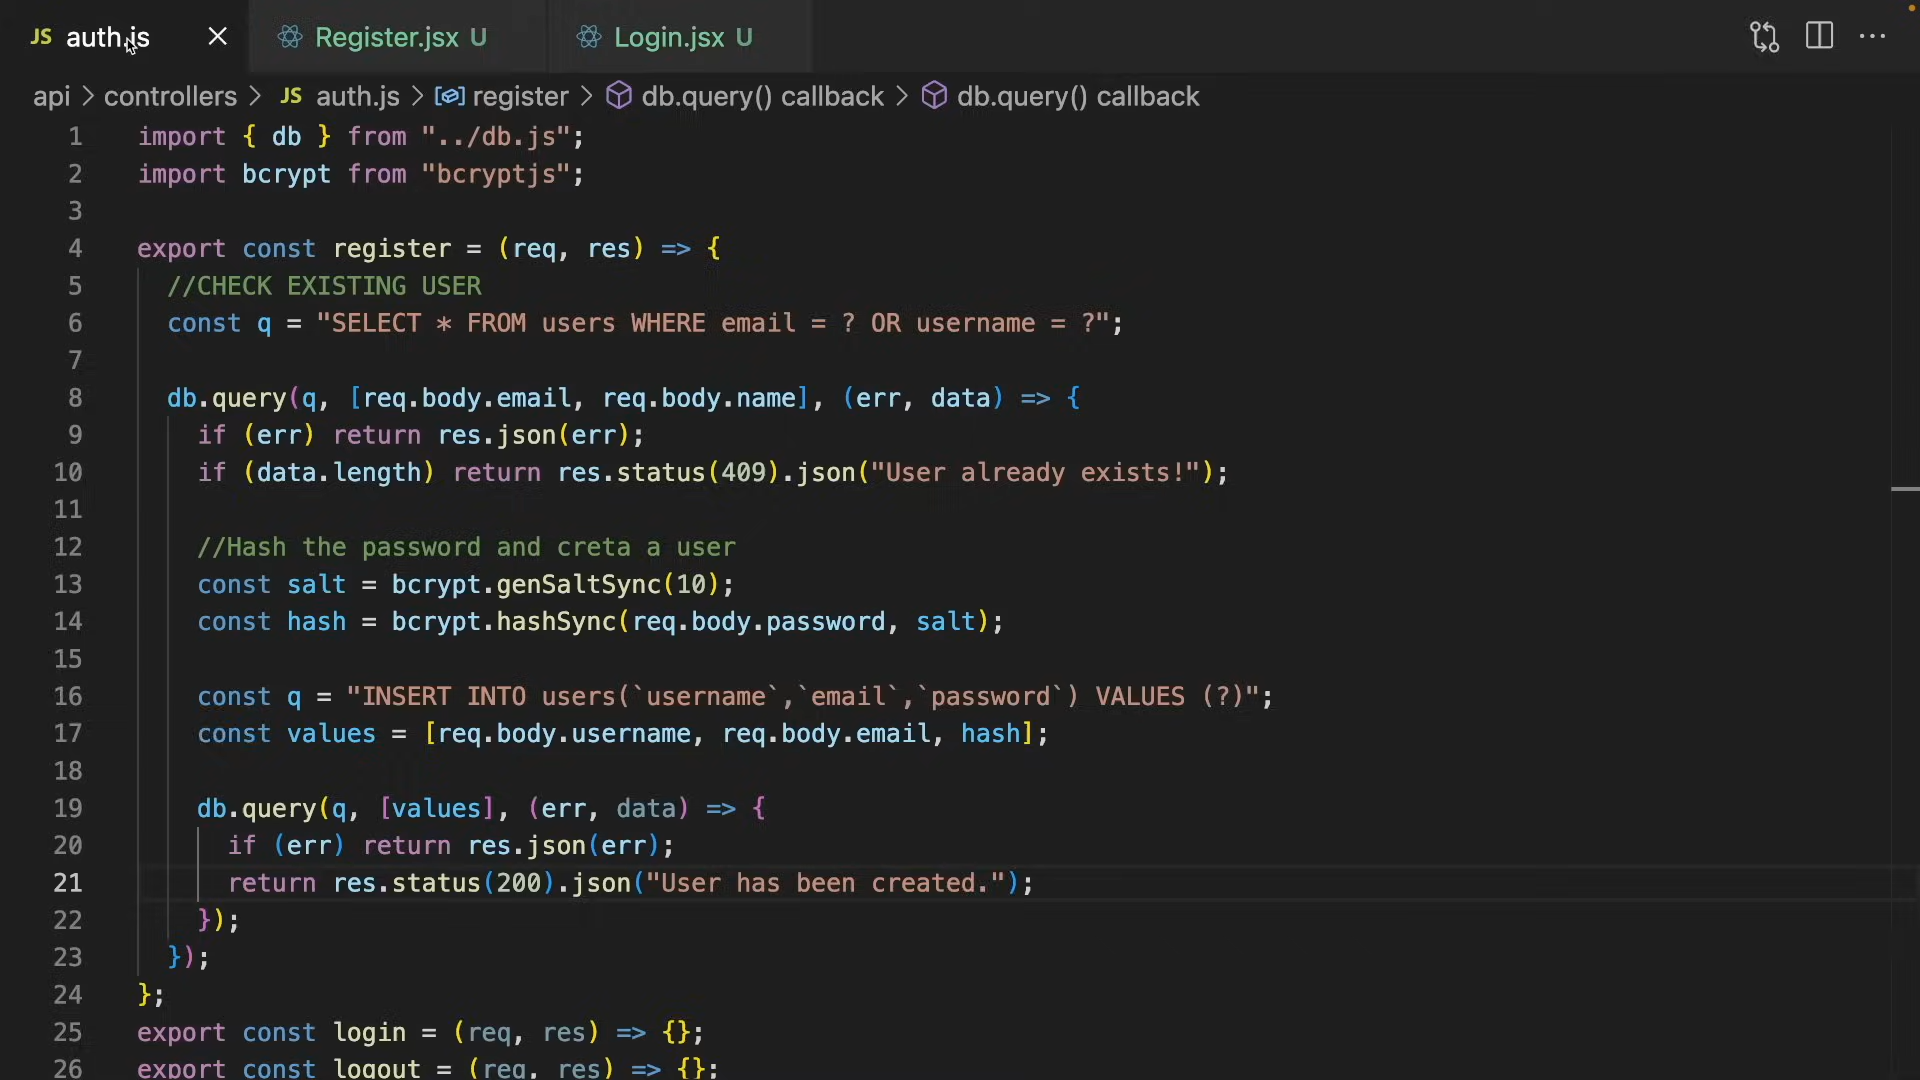 JS auth.js Register.jsx U Login.jsx U
api > controllers > JS auth.js > register > db.query() callback > db.query() callback
1 import { db } from "../db.js";
2 import bcrypt from "bcryptjs";
3
4 export const register = (req, res) => {
5 //CHECK EXISTING USER
6 const q = "SELECT * FROM users WHERE email = ? OR username = ?";
7
8 db.query(q, [req.body.email, req.body.name], (err, data) => {
9 if (err) return res.json(err);
10 if (data.length) return res.status(409).json("User already exists!");
11
12 //Hash the password and creta a user
13 const salt = bcrypt.genSaltSync(10);
14 const hash = bcrypt.hashSync(req.body.password, salt);
15
16 const q = "INSERT INTO users(`username`,`email`,`password`) VALUES (?)";
17 const values = [req.body.username, req.body.email, hash];
18
19 db.query(q, [values], (err, data) => {
20 if (err) return res.json(err);
21 return res.status(200).json("User has been created.");
22 });
23 });
24 };
25 export const login = (req, res) => {};
26 export const logout = (req, res) => {};